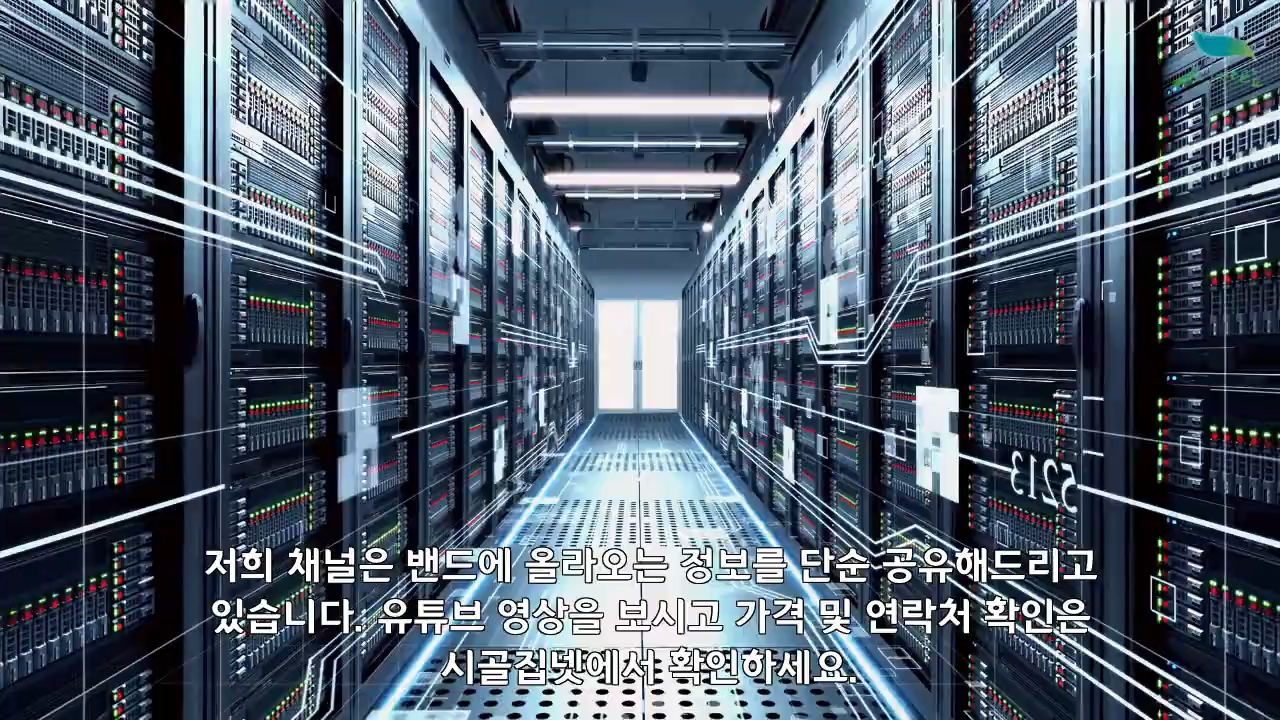 5213
저희 채널은 밴드에 올라오는 정보를 단순 공유해드리고
있습니다. 유튜브 영상을 보시고 가격 및 연락처 확인은
시골집넷에서 확인하세요.